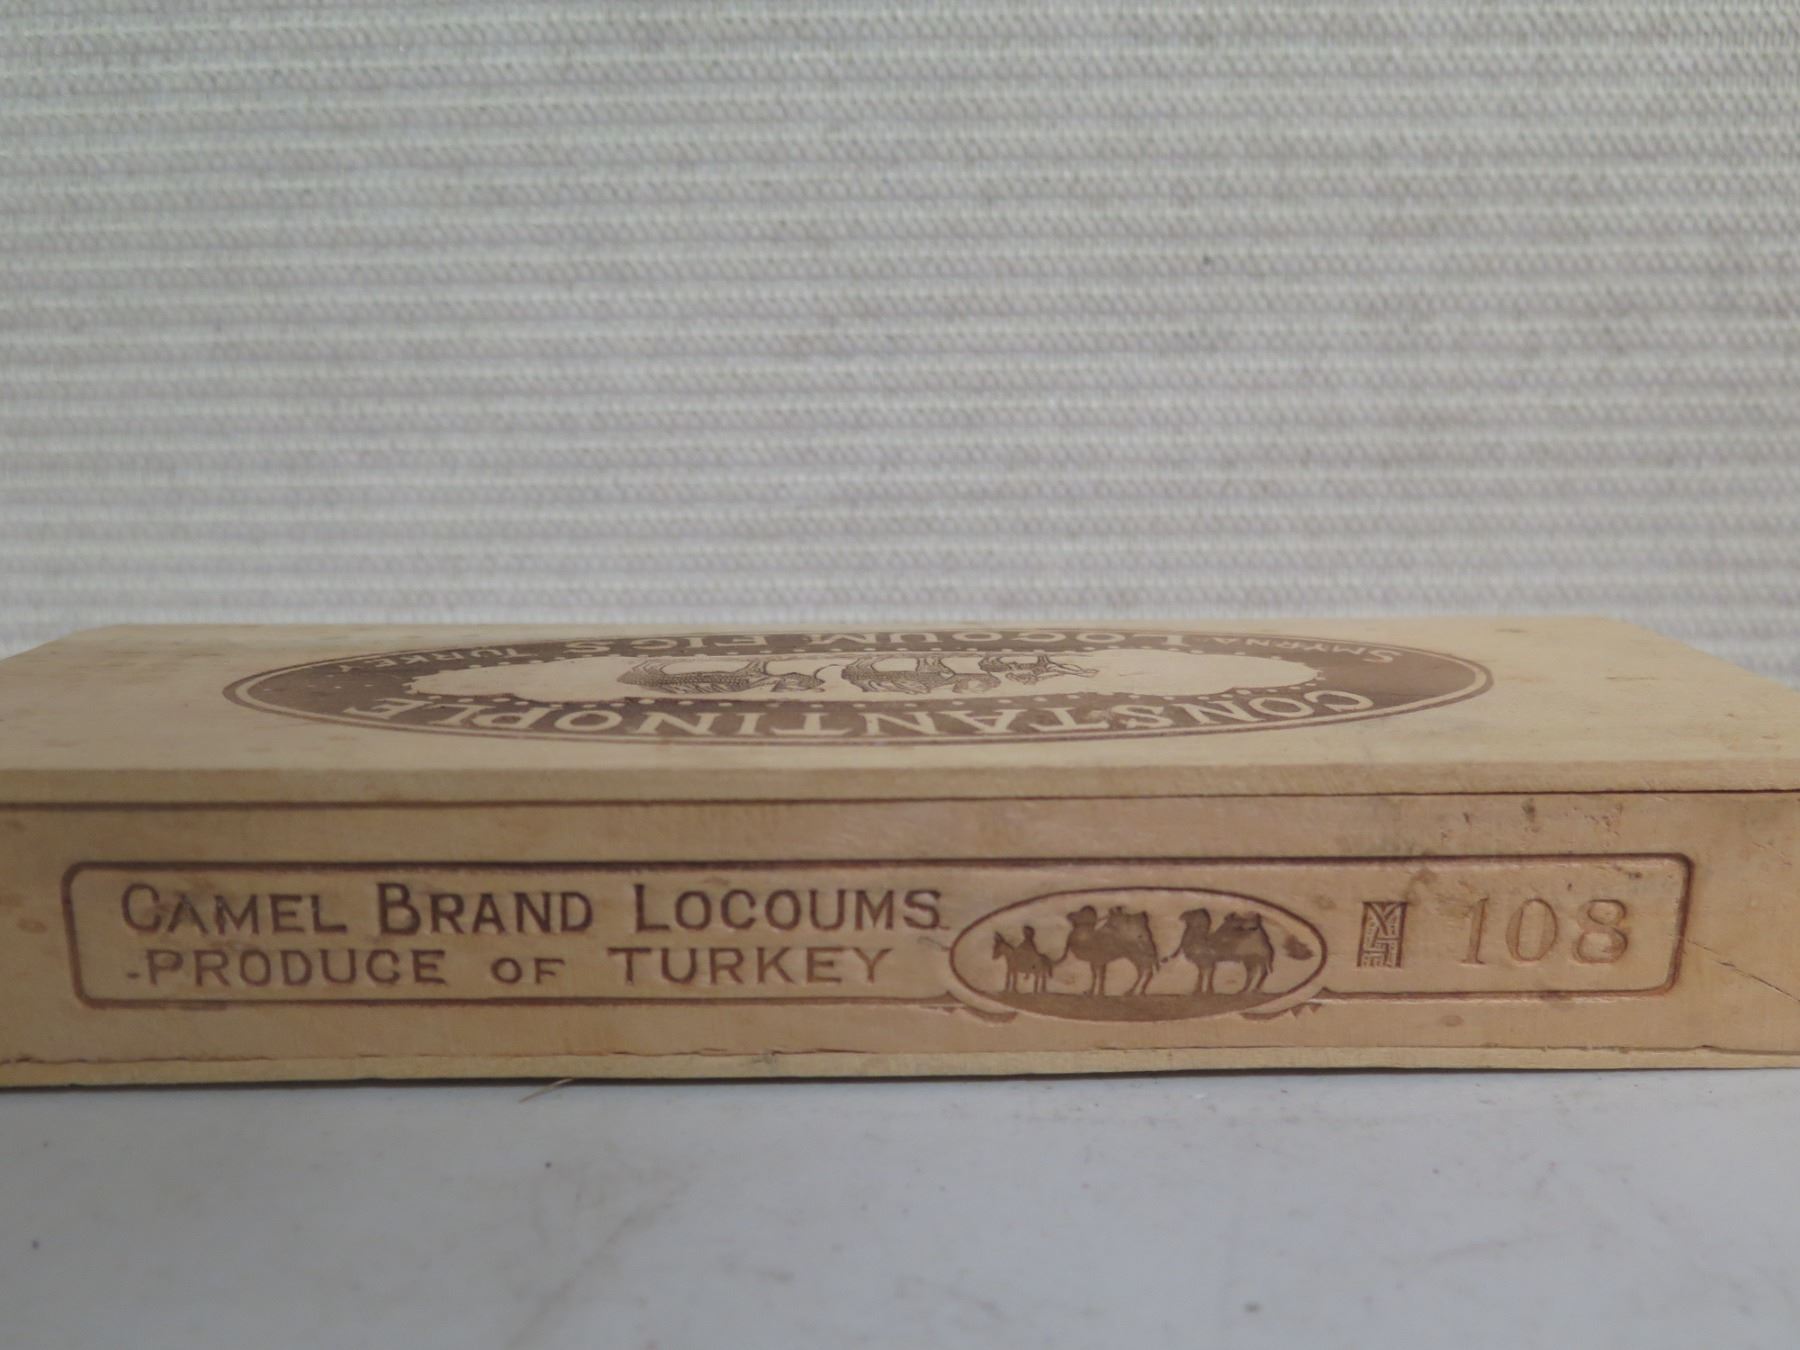 CONSTANTINOPLE
SMYRNA LOCOUM FIGS TURKEY
CAMEL BRAND LOCOUMS
PRODUCE OF TURKEY
108